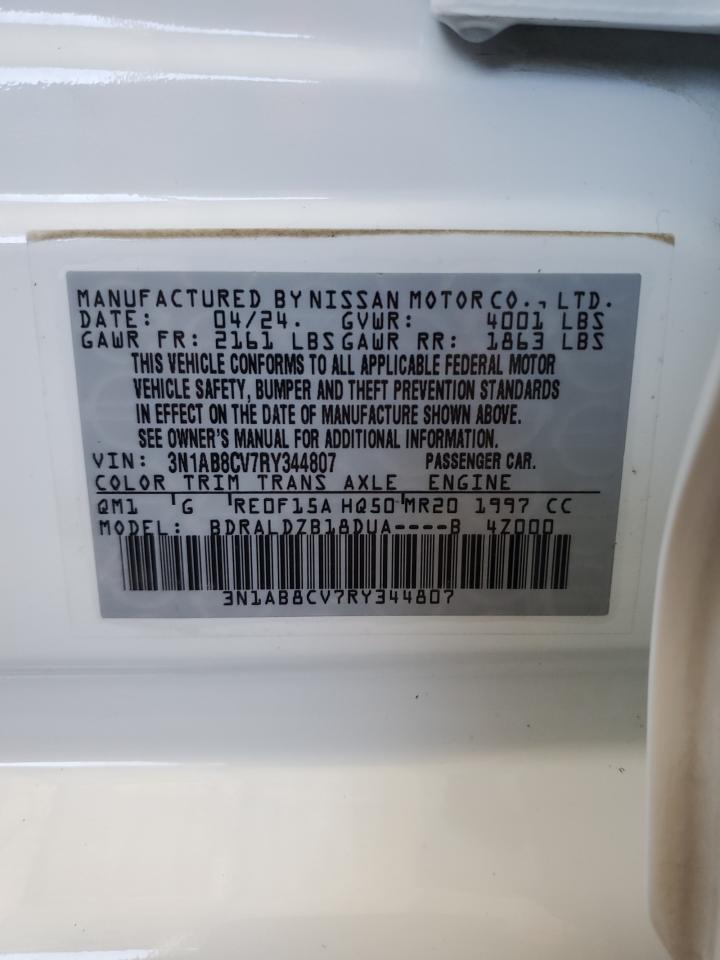 MANUFACTURED BY NISSAN MOTOR CO., LTD.
DATE: 04/24. GVWR: 4001 LBS
GAWR FR: 2161 LBS GAWR RR: 1863 LBS
THIS VEHICLE CONFORMS TO ALL APPLICABLE FEDERAL MOTOR
VEHICLE SAFETY, BUMPER AND THEFT PREVENTION STANDARDS
IN EFFECT ON THE DATE OF MANUFACTURE SHOWN ABOVE.
SEE OWNER'S MANUAL FOR ADDITIONAL INFORMATION.
VIN: 3N1AB8CV7RY344807 PASSENGER CAR.
COLOR TRIM TRANS AXLE ENGINE
QM1 G RE0F15A HQ50 MR20 1997 CC
MODEL: BDRALDZB18DUA----B 4Z000
3N1AB8CV7RY344807